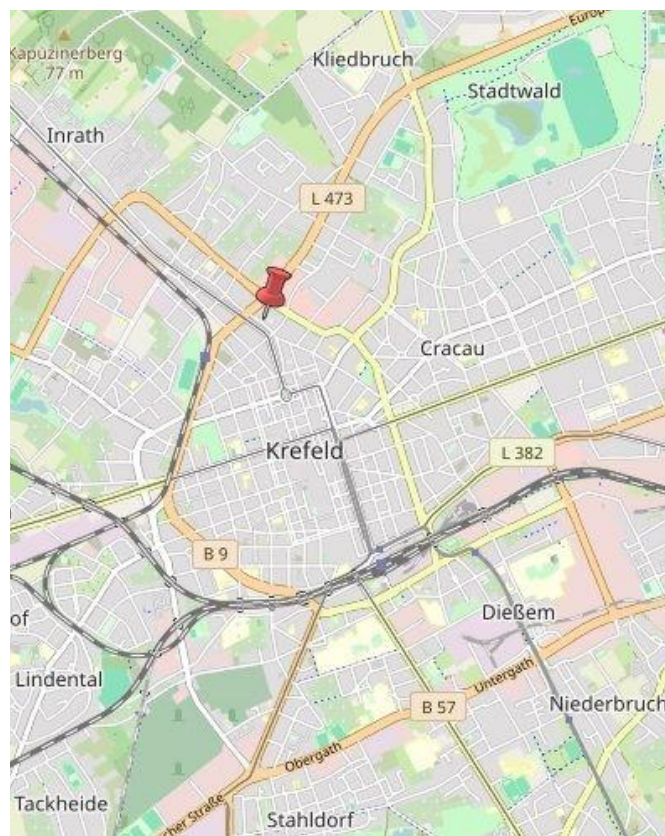 Europ
Kapuzinerberg
77 m
Kliedbruch
Stadtwald
Inrath
L 473
Cracau
Krefeld
L 382
B 9
of
Dießem
Lindental
Untergath
B 57
Niederbruch
Obergath
Tackheide
cher Straße
Stahldorf